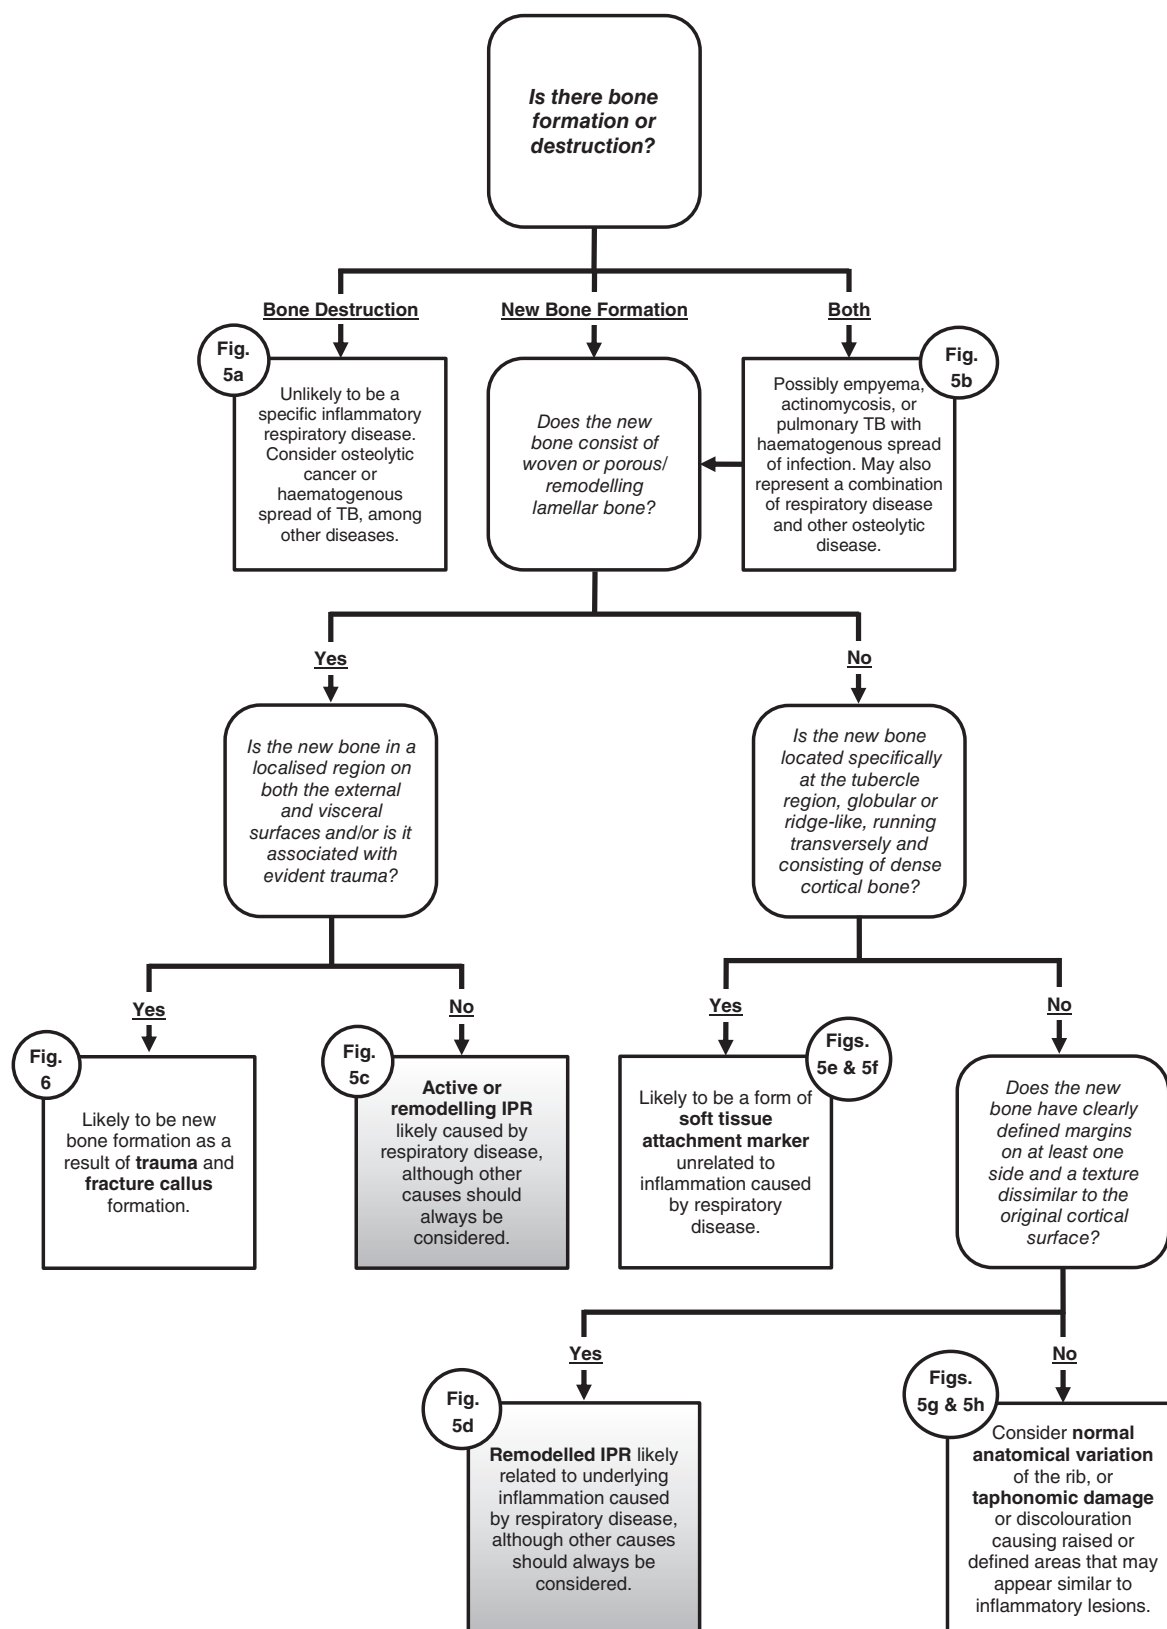 Is there bone
formation or
destruction?
Bone Destruction
New Bone Formation
Both
Fig.
5a
Unlikely to be a
specific inflammatory
respiratory disease.
Consider osteolytic
cancer or
haematogenous
spread of TB, among
other diseases.
Does the new
bone consist of
woven or porous/
remodelling
lamellar bone?
Fig.
5b
Possibly empyema,
actinomycosis, or
pulmonary TB with
haematogenous spread
of infection. May also
represent a combination
of respiratory disease
and other osteolytic
disease.
Yes
No
Is the new bone in a
localised region on
both the external
and visceral
surfaces and/or is it
associated with
evident trauma?
Is the new bone
located specifically
at the tubercle
region, globular or
ridge-like, running
transversely and
consisting of dense
cortical bone?
Yes
No
Yes
No
Fig.
6
Likely to be new
bone formation as a
result of trauma and
fracture callus
formation.
Fig.
5c
Active or
remodelling IPR
likely caused by
respiratory disease,
although other
causes should
always be
considered.
Figs.
5e & 5f
Likely to be a form of
soft tissue
attachment marker
unrelated to
inflammation caused
by respiratory
disease.
Does the new
bone have clearly
defined margins
on at least one
side and a texture
dissimilar to the
original cortical
surface?
Yes
No
Fig.
5d
Remodelled IPR likely
related to underlying
inflammation caused
by respiratory disease,
although other causes
should always be
considered.
Figs.
5g & 5h
Consider normal
anatomical variation
of the rib, or
taphonomic damage
or discolouration
causing raised or
defined areas that may
appear similar to
inflammatory lesions.